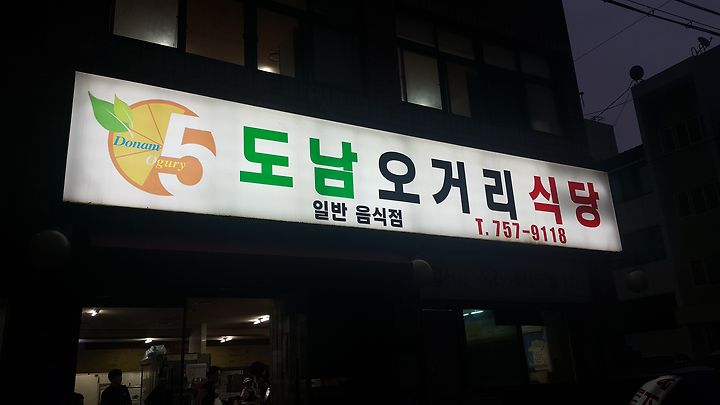 Donam
Ogury
5
도남오거리식당
일반 음식점
T. 757-9118